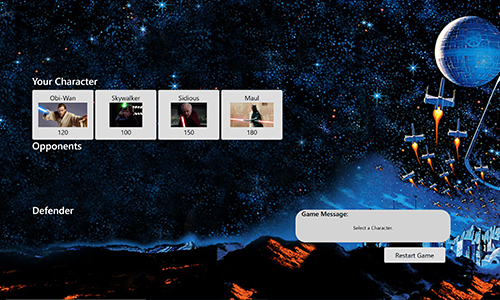 Your Character
Obi-Wan
Skywalker
Sidious
Maul
120
100
150
180
Opponents
Defender
Game Message:
Select a Character.
Restart Game